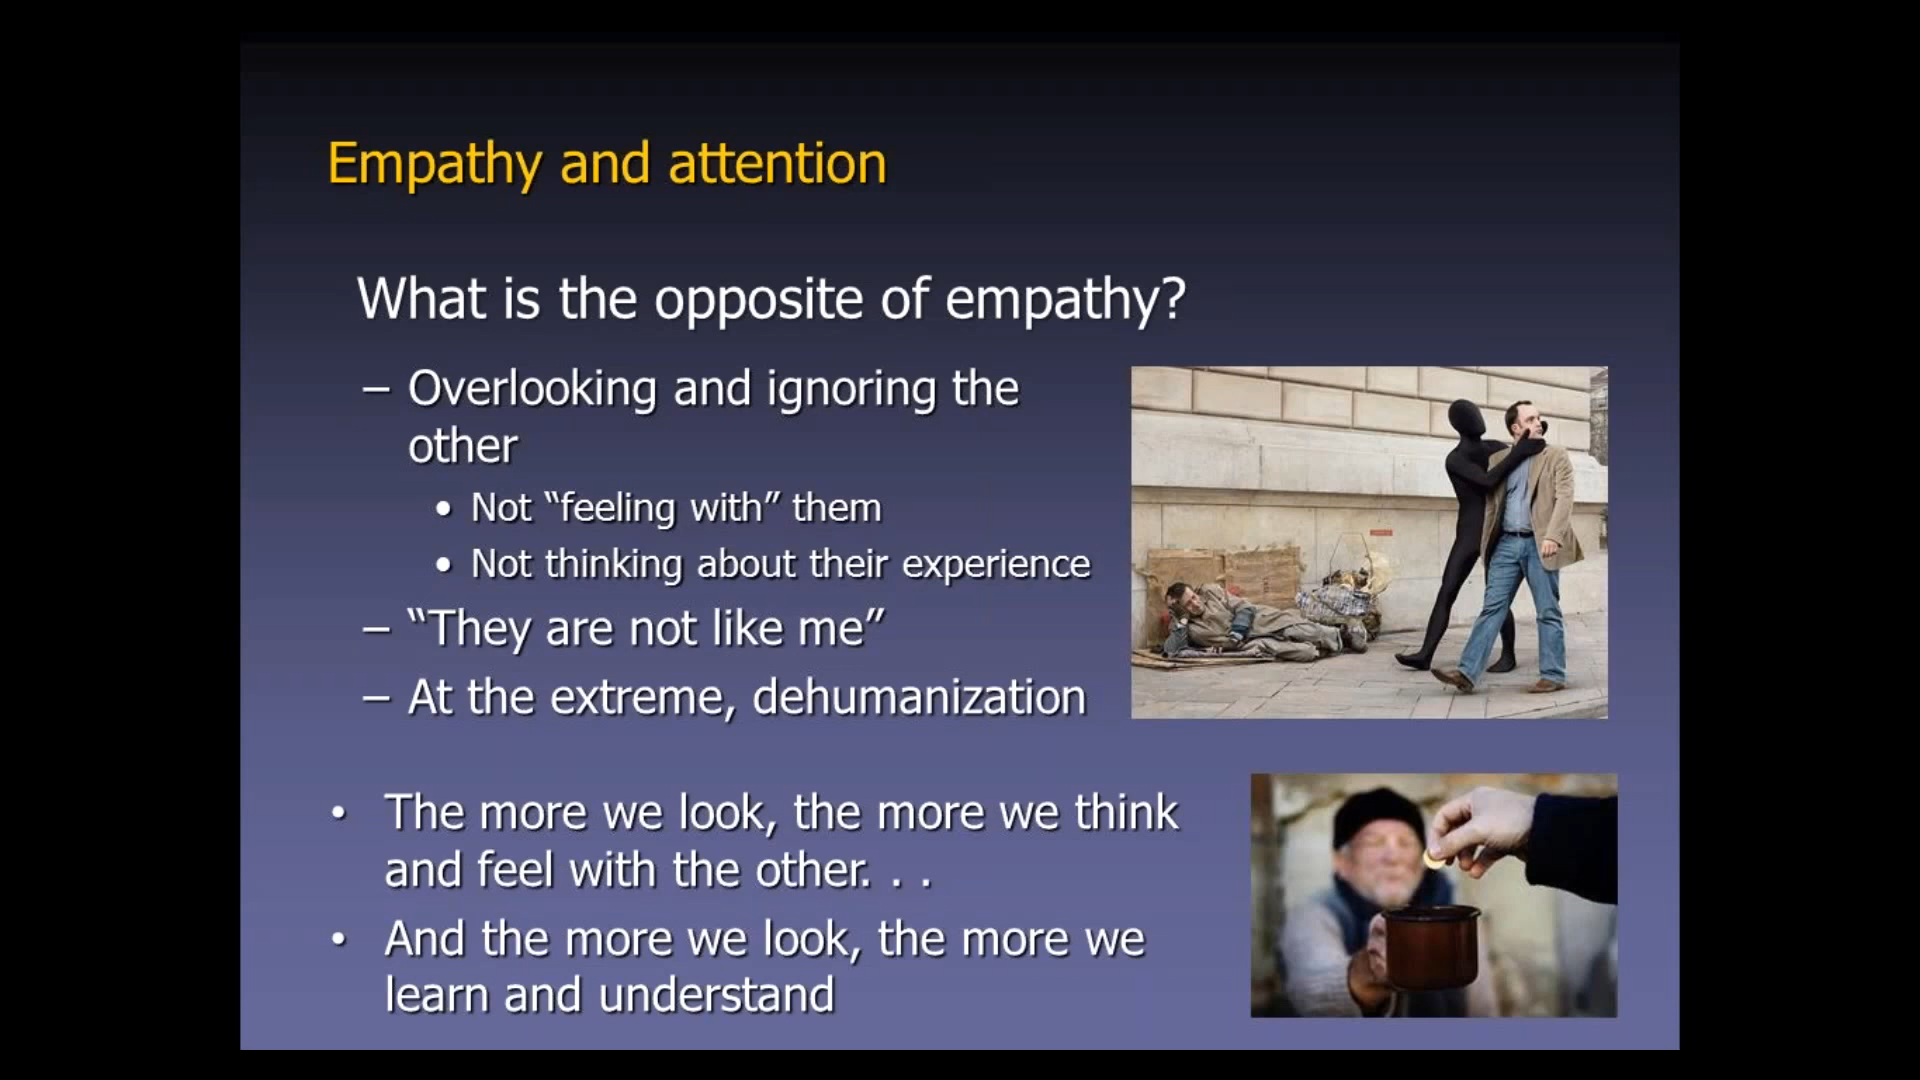 Empathy and attention
What is the opposite of empathy?
– Overlooking and ignoring the
other
• Not “feeling with” them
• Not thinking about their experience
– “They are not like me”
– At the extreme, dehumanization
• The more we look, the more we think
and feel with the other. . .
• And the more we look, the more we
learn and understand